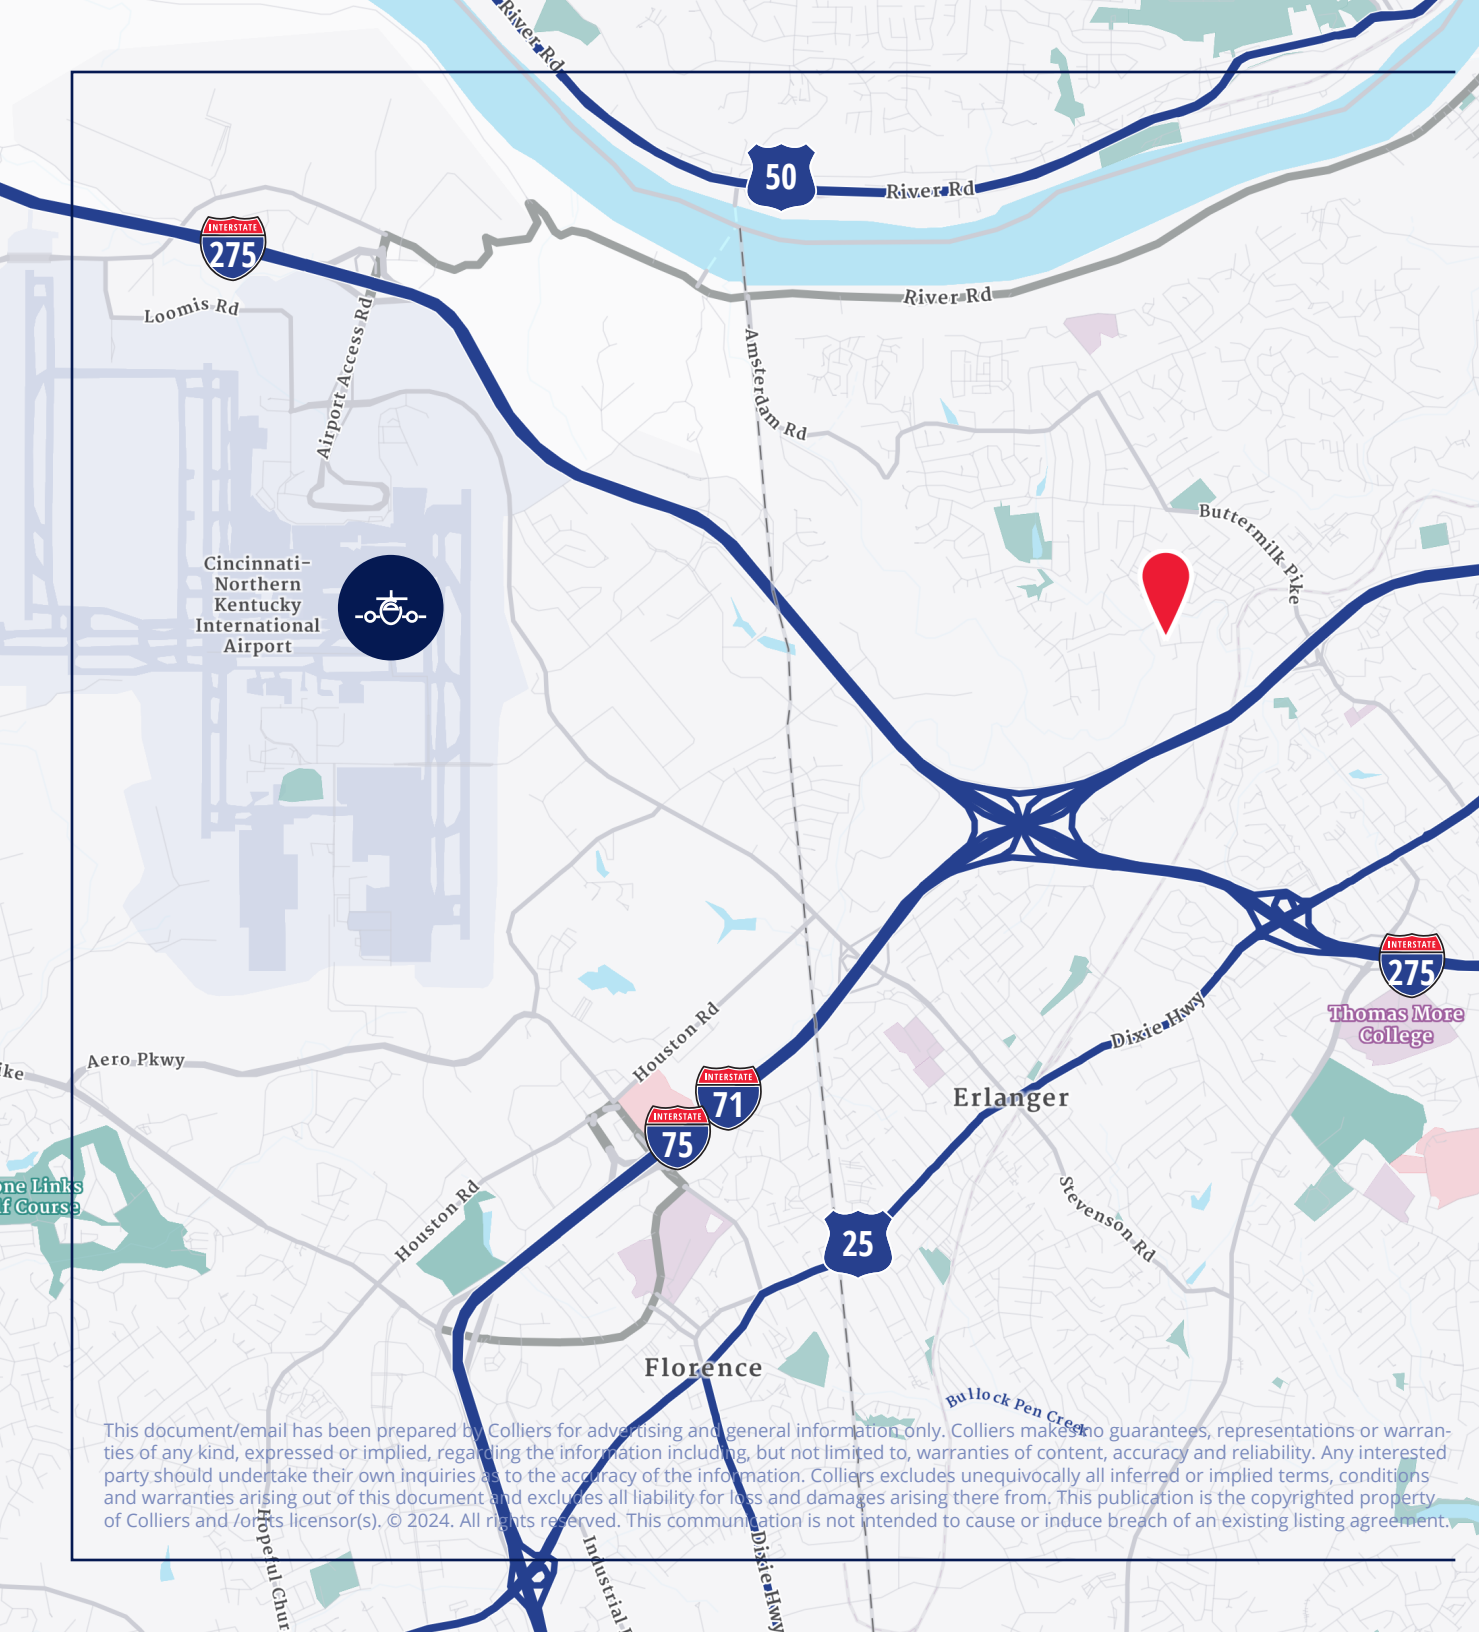 River Rd
50
River Rd
INTERSTATE
275
Loomis Rd
River Rd
Airport Access Rd
Amsterdam Rd
Buttermilk Pike
Cincinnati-
Northern
Kentucky
International
Airport
INTERSTATE
275
Thomas More
College
Houston Rd
Dixie Hwy
Aero Pkwy
ike
INTERSTATE
71
Erlanger
INTERSTATE
75
one Links
lf Course
Houston Rd
Stevenson Rd
25
Florence
Bullock Pen Creek
This document/email has been prepared by Colliers for advertising and general information only. Colliers makes no guarantees, representations or warran-
ties of any kind, expressed or implied, regarding the information including, but not limited to, warranties of content, accuracy and reliability. Any interested
party should undertake their own inquiries as to the accuracy of the information. Colliers excludes unequivocally all inferred or implied terms, conditions
and warranties arising out of this document and excludes all liability for loss and damages arising there from. This publication is the copyrighted property
of Colliers and /or its licensor(s). © 2024. All rights reserved. This communication is not intended to cause or induce breach of an existing listing agreement.
Hopeful Chur
Industrial
Dixie Hwy